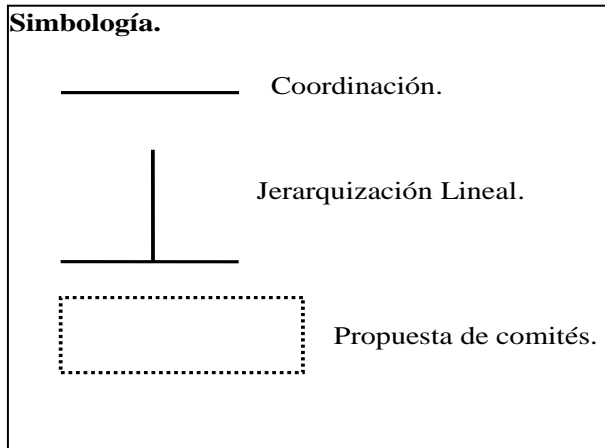 Simbología.
Coordinación.
Jerarquización Lineal.
Propuesta de comités.